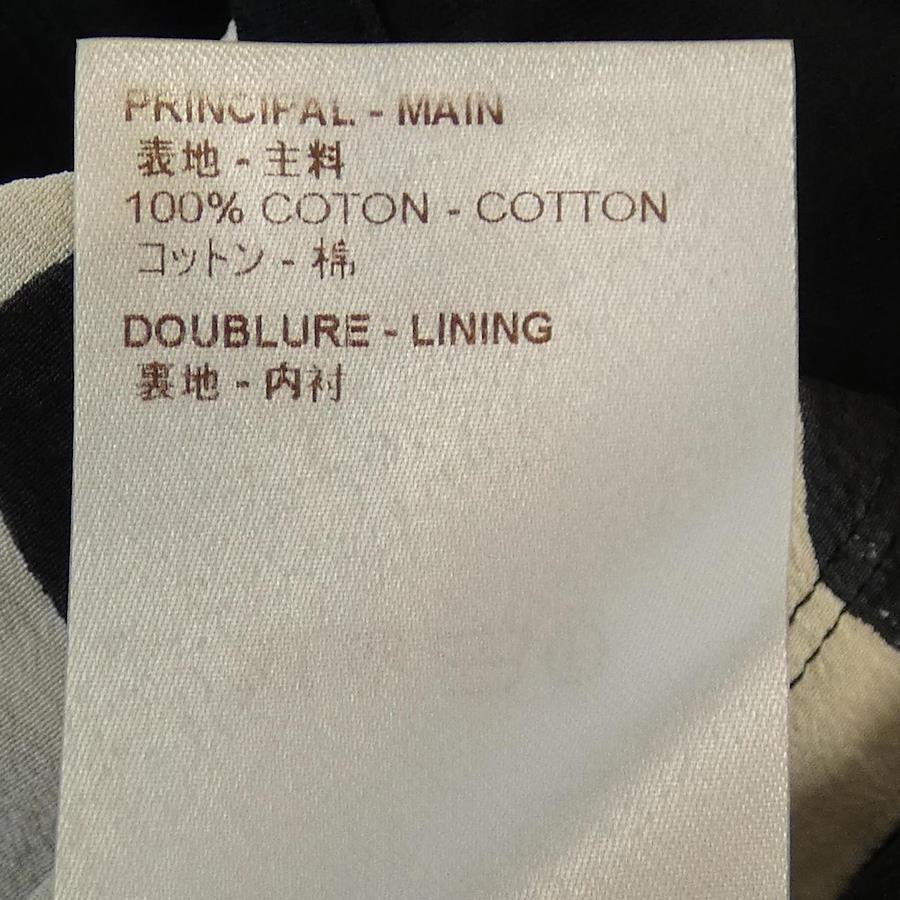 PRINCIPAL - MAIN
表地 - 主料
100% COTON - COTTON
コットン - 棉
DOUBLURE - LINING
裏地 - 内衬